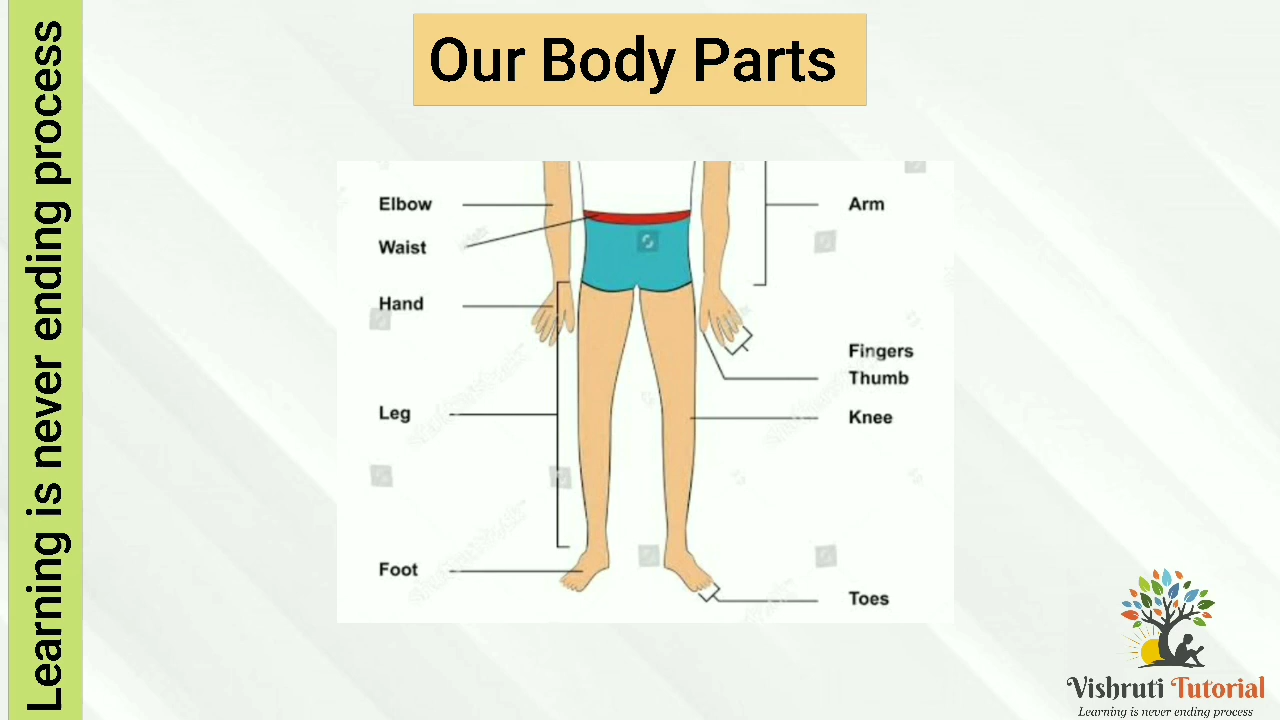 Our Body Parts
Learning is never ending process
Elbow
Waist
Hand
Leg
Foot
Arm
Fingers
Thumb
Knee
Toes
Vishruti Tutorial
Learning is never ending process